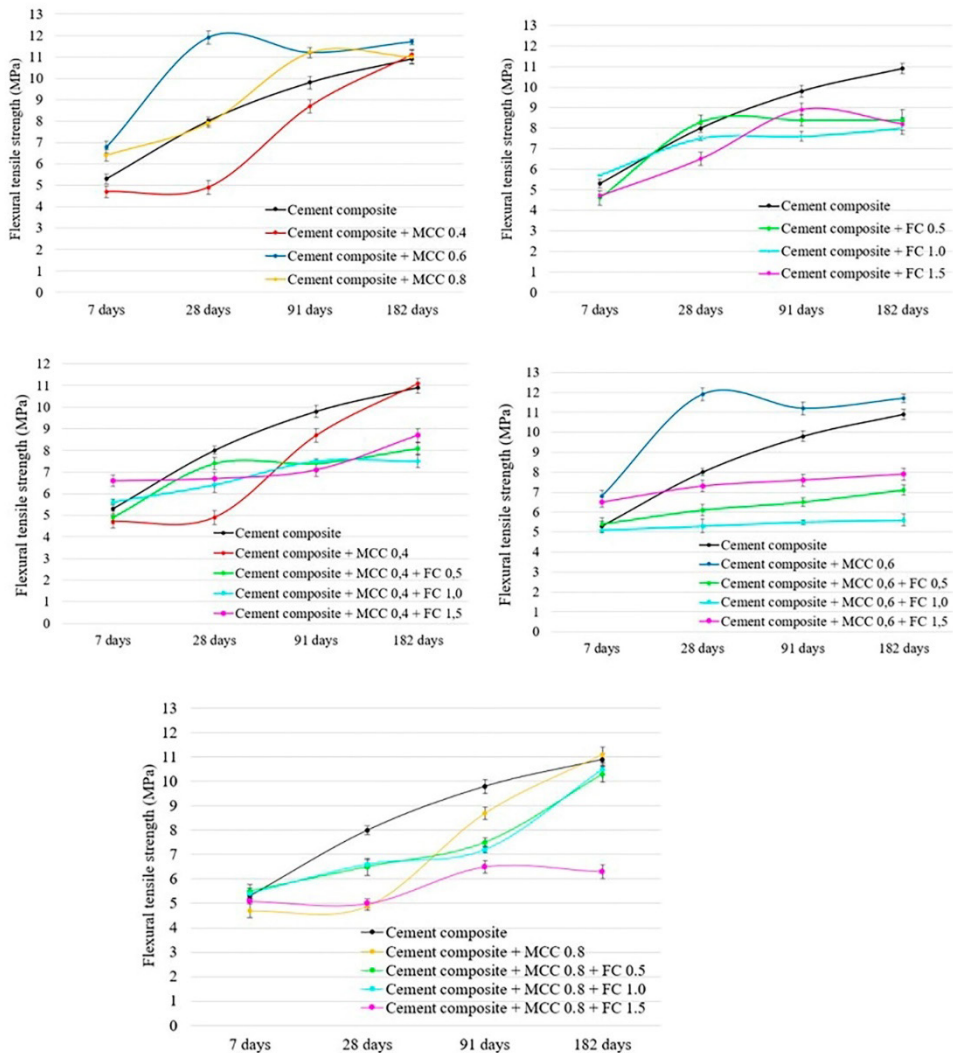 13
12
11
10
9
8
7
6
5
4
3
2
1
0
Flexural tensile strength (MPa)
Cement composite
Cement composite + MCC 0.4
Cement composite + MCC 0.6
Cement composite + MCC 0.8
7 days 28 days 91 days 182 days
13
12
11
10
9
8
7
6
5
4
3
2
1
0
Flexural tensile strength (MPa)
Cement composite
Cement composite + FC 0.5
Cement composite + FC 1.0
Cement composite + FC 1.5
7 days 28 days 91 days 182 days
12
11
10
9
8
7
6
5
4
3
2
1
0
Flexural tensile strength (MPa)
Cement composite
Cement composite + MCC 0,4
Cement composite + MCC 0,4 + FC 0,5
Cement composite + MCC 0,4 + FC 1,0
Cement composite + MCC 0,4 + FC 1,5
7 days 28 days 91 days 182 days
13
12
11
10
9
8
7
6
5
4
3
2
1
0
Flexural tensile strength (MPa)
Cement composite
Cement composite + MCC 0,6
Cement composite + MCC 0,6 + FC 0,5
Cement composite + MCC 0,6 + FC 1,0
Cement composite + MCC 0,6 + FC 1,5
7 days 28 days 91 days 182 days
13
12
11
10
9
8
7
6
5
4
3
2
1
0
Flexural tensile strength (MPa)
Cement composite
Cement composite + MCC 0.8
Cement composite + MCC 0.8 + FC 0.5
Cement composite + MCC 0.8 + FC 1.0
Cement composite + MCC 0.8 + FC 1.5
7 days 28 days 91 days 182 days